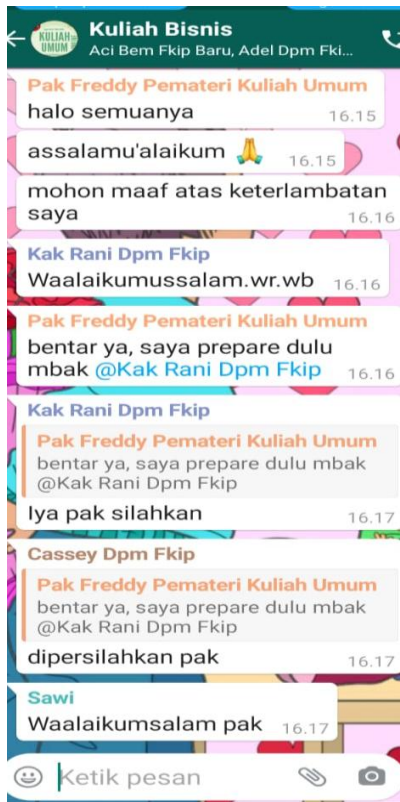 Kuliah Bisnis
KULIAH
UMUM
Aci Bem Fkip Baru, Adel Dpm Fki...
Pak Freddy Pemateri Kuliah Umum
halo semuanya 16.15
assalamu'alaikum 🙏 16.15
mohon maaf atas keterlambatan
saya 16.16
Kak Rani Dpm Fkip
Waalaikumussalam.wr.wb 16.16
Pak Freddy Pemateri Kuliah Umum
bentar ya, saya prepare dulu
mbak @Kak Rani Dpm Fkip 16.16
Kak Rani Dpm Fkip
Pak Freddy Pemateri Kuliah Umum
bentar ya, saya prepare dulu mbak
@Kak Rani Dpm Fkip
Iya pak silahkan 16.17
Cassey Dpm Fkip
Pak Freddy Pemateri Kuliah Umum
bentar ya, saya prepare dulu mbak
@Kak Rani Dpm Fkip
dipersilahkan pak 16.17
Sawi
Waalaikumsalam pak 16.17
Ketik pesan